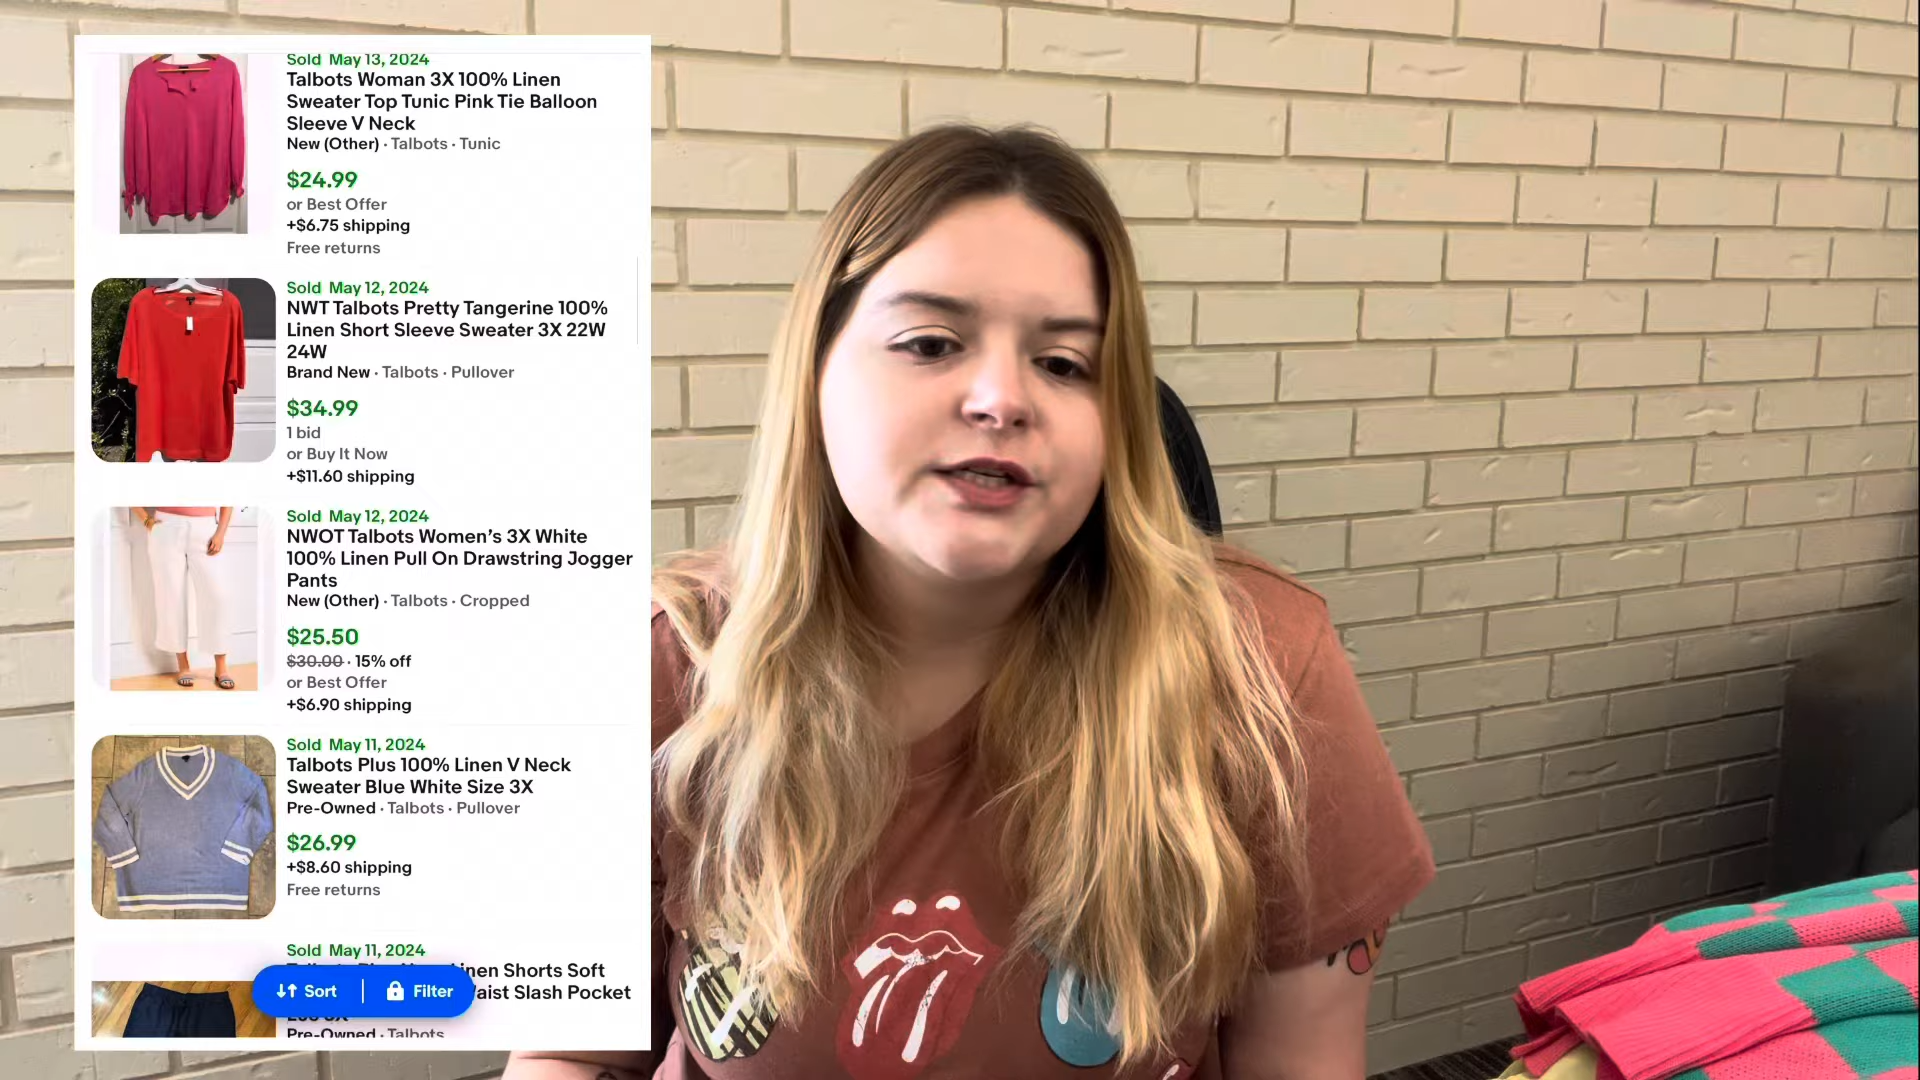 Sold May 13, 2024
Talbots Woman 3X 100% Linen
Sweater Top Tunic Pink Tie Balloon
Sleeve V Neck
New (Other) · Talbots · Tunic
$24.99
or Best Offer
+$6.75 shipping
Free returns
Sold May 12, 2024
NWT Talbots Pretty Tangerine 100%
Linen Short Sleeve Sweater 3X 22W
24W
Brand New · Talbots · Pullover
$34.99
1 bid
or Buy It Now
+$11.60 shipping
Sold May 12, 2024
NWOT Talbots Women’s 3X White
100% Linen Pull On Drawstring Jogger
Pants
New (Other) · Talbots · Cropped
$25.50
$30.00 · 15% off
or Best Offer
+$6.90 shipping
Sold May 11, 2024
Talbots Plus 100% Linen V Neck
Sweater Blue White Size 3X
Pre-Owned · Talbots · Pullover
$26.99
+$8.60 shipping
Free returns
Sold May 11, 2024
Shorts Soft
Slash Pocket
Pre-Owned · Talbots
Sort
Filter